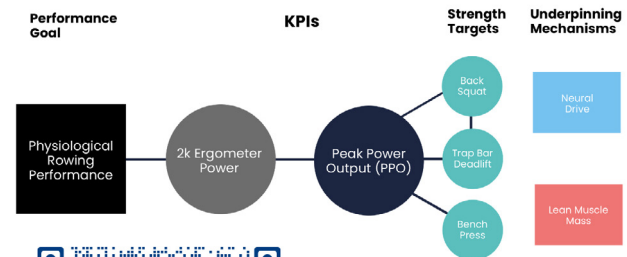 Performance
Goal
KPIs
Strength
Targets
Underpinning
Mechanisms
Physiological
Rowing
Performance
2k Ergometer
Power
Peak Power
Output (PPO)
Back
Squat
Trap Bar
Deadlift
Bench
Press
Neural
Drive
Lean Muscle
Mass